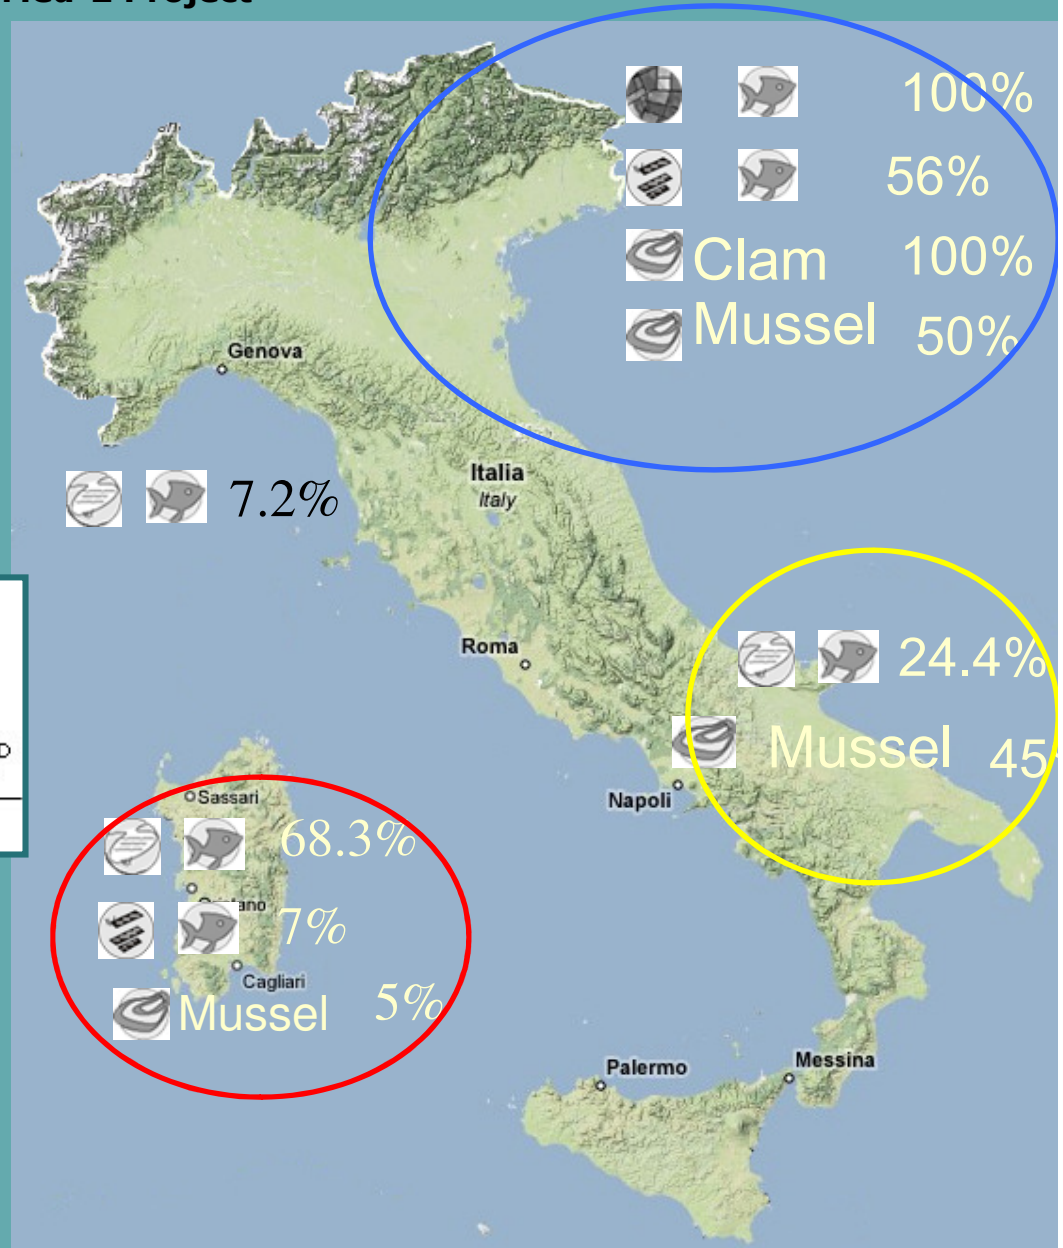 Project
100%
56%
Clam 100%
Mussel 50%
Genova
Italia
Italy
7.2%
Roma
24.4%
Mussel 45
Napoli
Sassari
68.3%
7%
Cagliari
Mussel 5%
Palermo
Messina